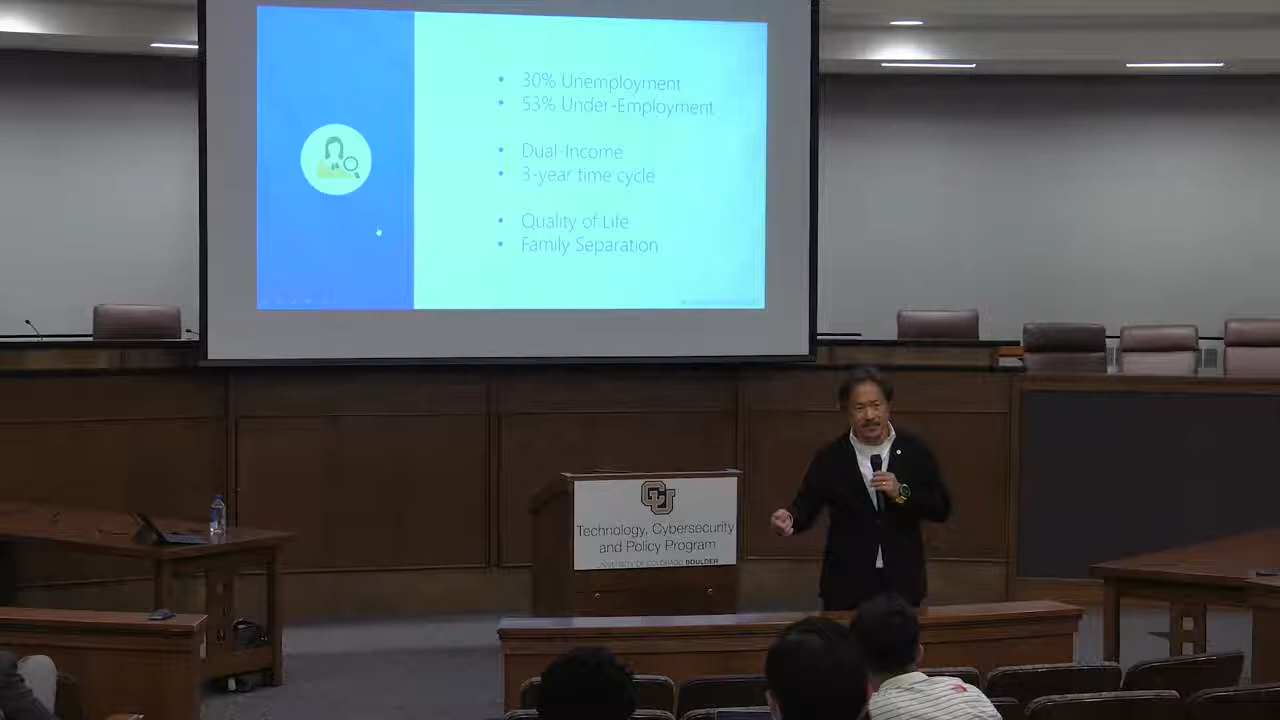 • 30% Unemployment
• 53% Under-Employment
• Dual-Income
• 3-year time cycle
• Quality of Life
• Family Separation
CU
Technology, Cybersecurity
and Policy Program
UNIVERSITY OF COLORADO BOULDER